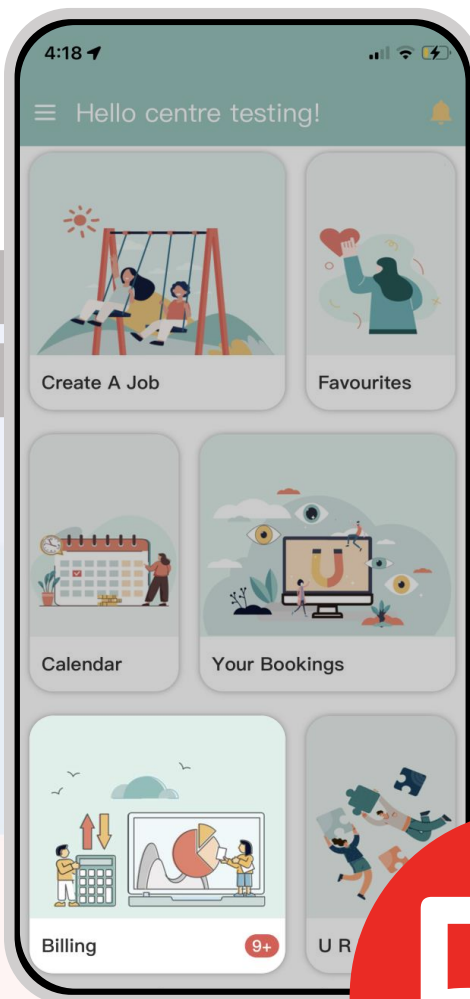 4:18
Hello centre testing!
Create A Job
Favourites
Calendar
Your Bookings
Billing
9+
U R